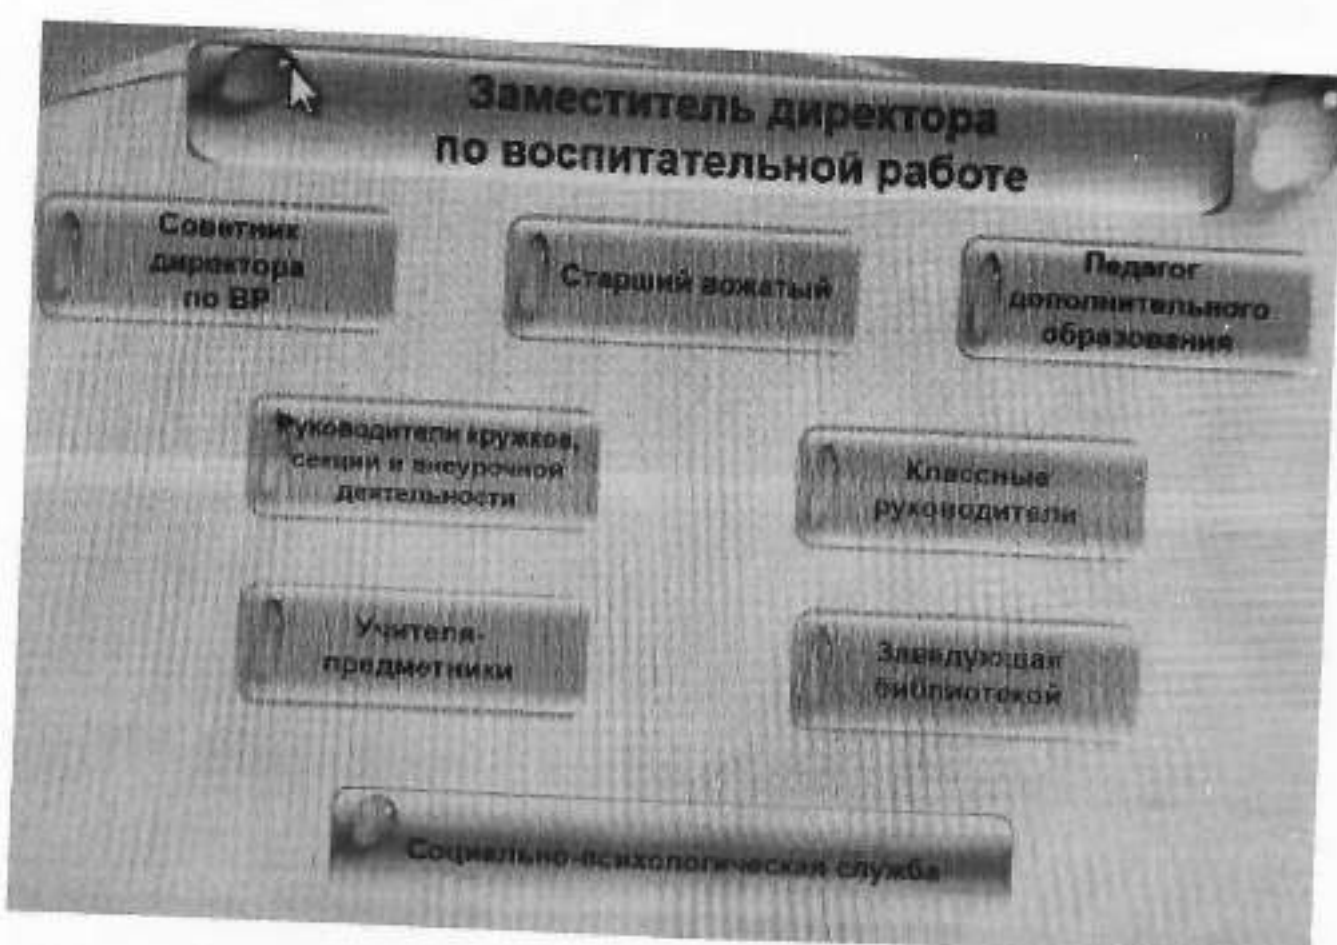 Заместитель директора
по воспитательной работе
Советник
директора
по ВР
Старший вожатый
Педагог
дополнительного
образования
Руководители кружков,
секций и внеурочной
деятельности
Классные
руководители
Учителя-
предметники
Заведующая
библиотекой
Социально-психологическая служба